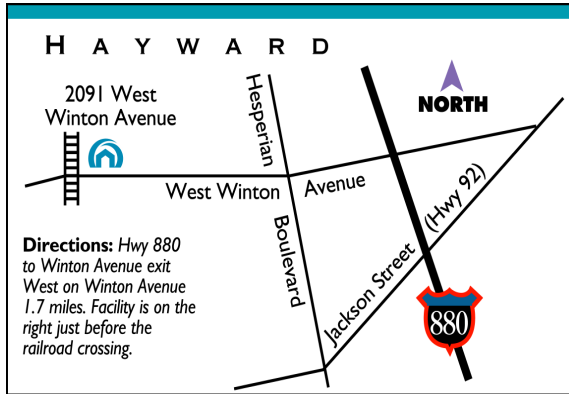 HAYWARD
2091 West
Winton Avenue
Hesperian
NORTH
West Winton
Avenue
Boulevard
Jackson Street
(Hwy 92)
Directions: Hwy 880
to Winton Avenue exit
West on Winton Avenue
1.7 miles. Facility is on the
right just before the
railroad crossing.
880